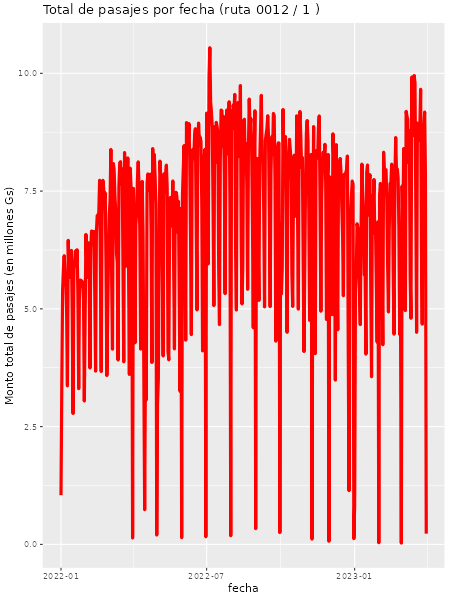 Total de pasajes por fecha (ruta 0012 / 1 )
Monto total de pasajes (en millones Gs)
10.0
7.5
5.0
2.5
0.0
2022-01
2022-07
2023-01
fecha